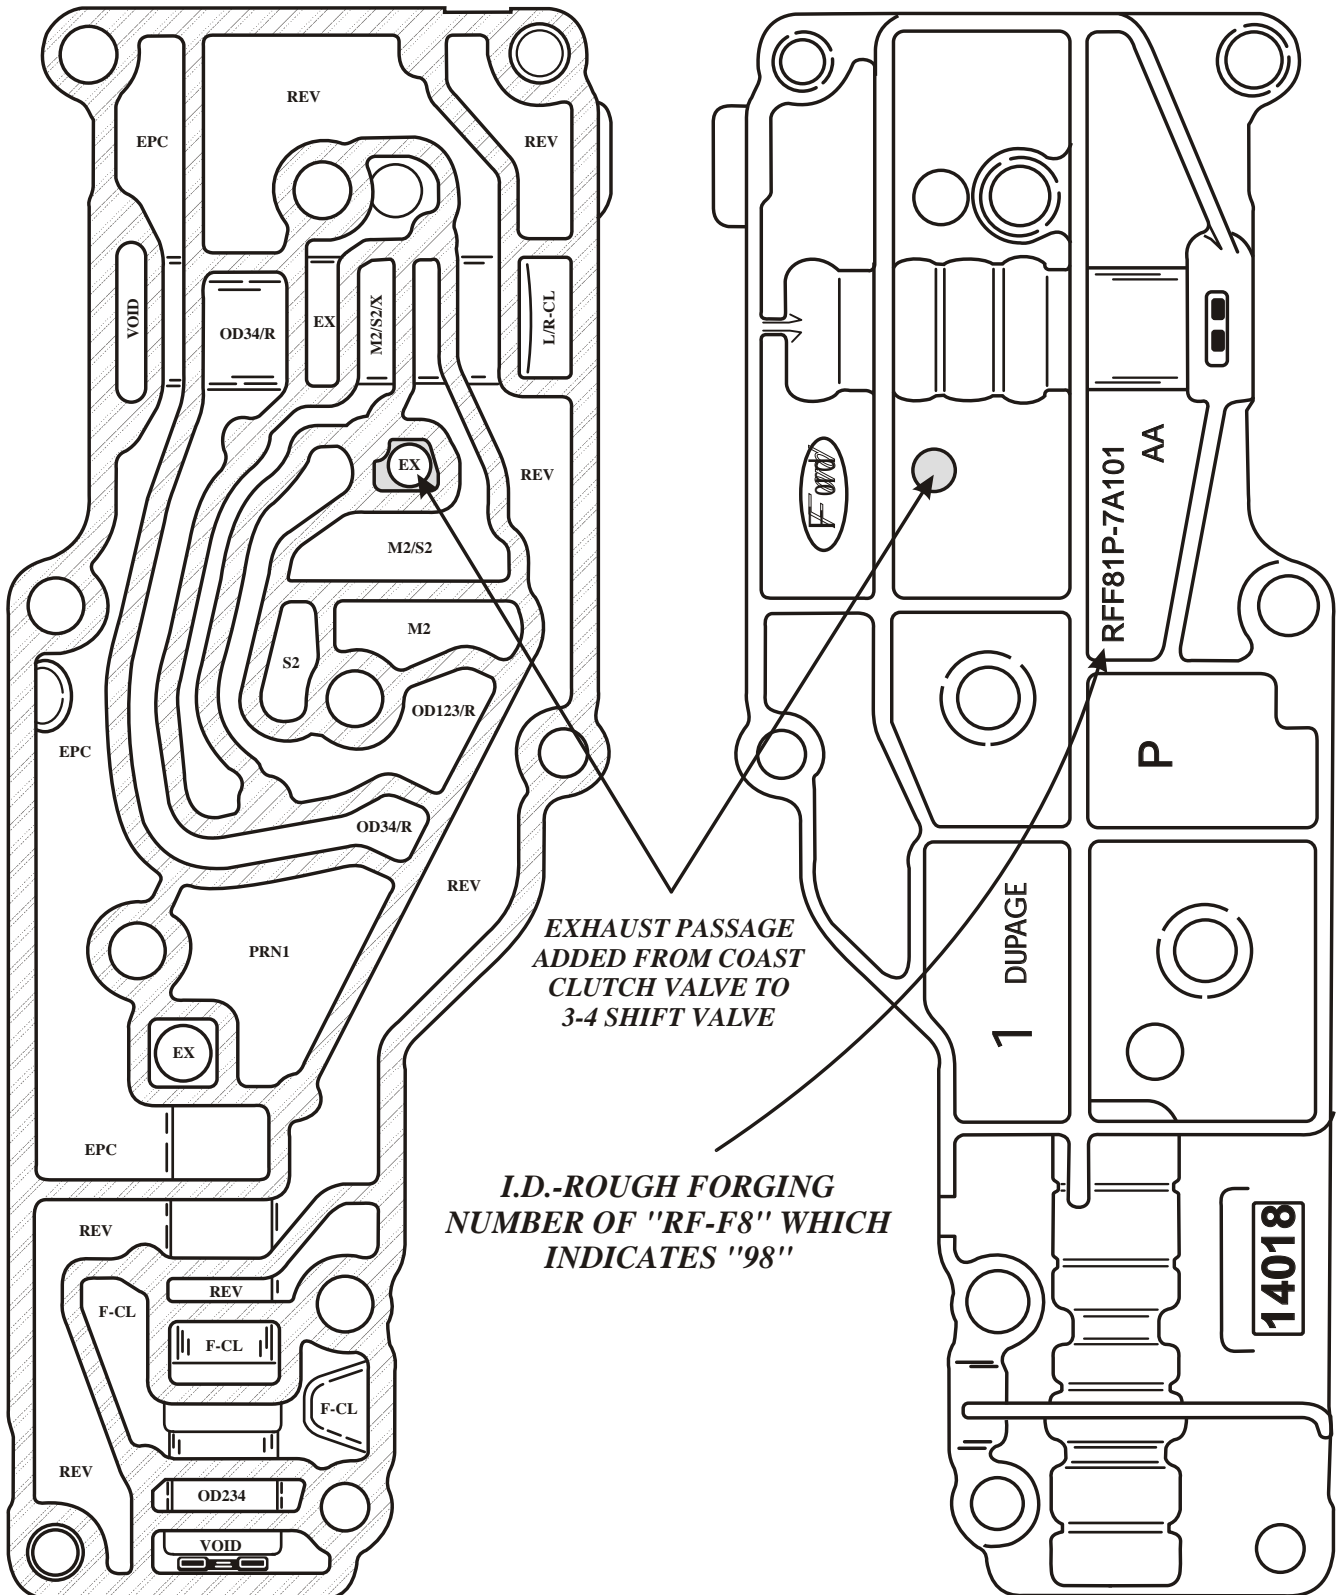 REV
EPC
REV
VOID
OD34/R
EX
M2/S2/X
L/R-CL
EX
REV
M2/S2
M2
S2
OD123/R
EPC
OD34/R
REV
PRN1
EX
EPC
REV
REV
F-CL
F-CL
F-CL
REV
OD234
VOID
EXHAUST PASSAGE
ADDED FROM COAST
CLUTCH VALVE TO
3-4 SHIFT VALVE
I.D.-ROUGH FORGING
NUMBER OF "RF-F8" WHICH
INDICATES "98"
Ford
RFF81P-7A101
AA
P
1
DUPAGE
14018